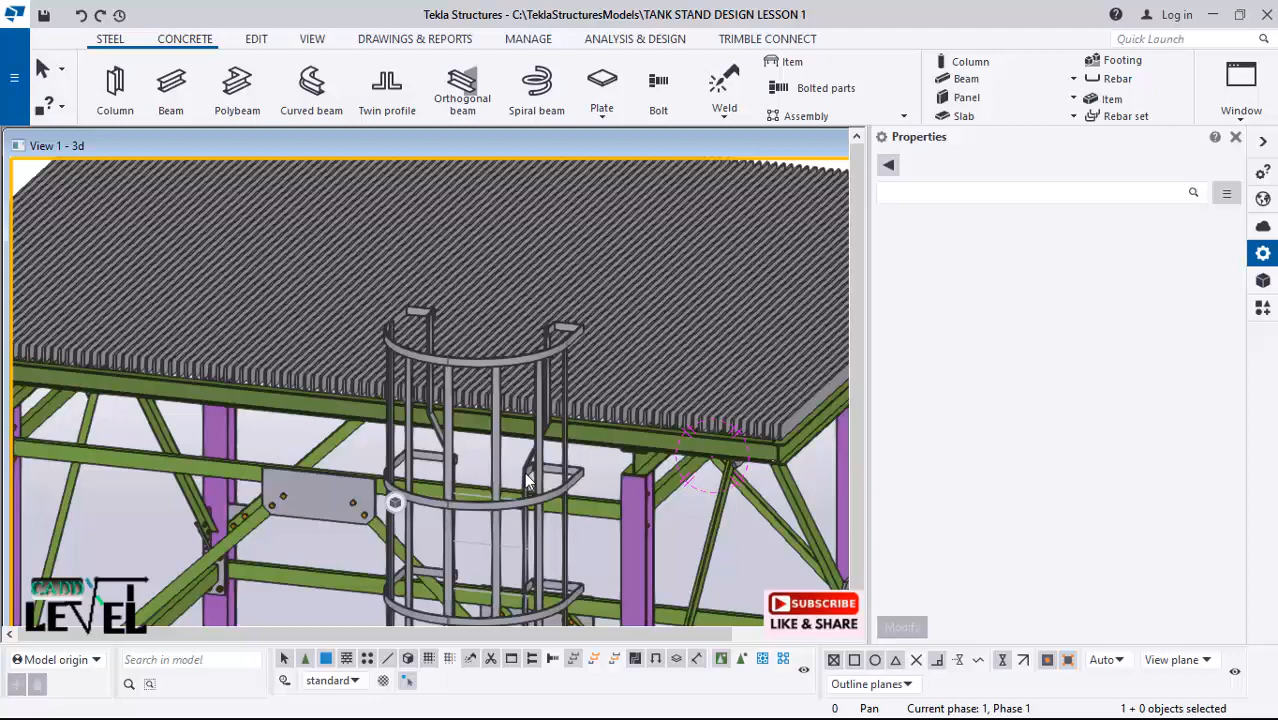 Tekla Structures - C:\TeklaStructuresModels\TANK STAND DESIGN LESSON 1
Log in
STEEL CONCRETE EDIT VIEW DRAWINGS & REPORTS MANAGE ANALYSIS & DESIGN TRIMBLE CONNECT Quick Launch
Column Beam Polybeam Curved beam Twin profile Orthogonal beam Spiral beam Plate Bolt Weld
Item
Bolted parts
Assembly
Column
Beam
Panel
Slab
Footing
Rebar
Item
Rebar set
Window
View 1 - 3d
Properties
Modify
CADD
LEVEL
SUBSCRIBE
LIKE & SHARE
Model origin Search in model
standard
Auto View plane
Outline planes
0 Pan Current phase: 1, Phase 1 1 + 0 objects selected